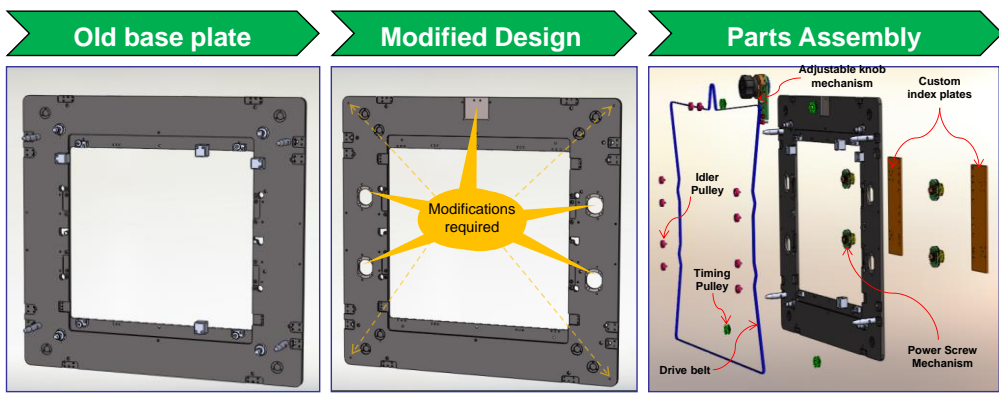 Old base plate
Modified Design
Parts Assembly
Modifications
required
Adjustable knob
mechanism
Custom
index plates
Idler
Pulley
Timing
Pulley
Drive belt
Power Screw
Mechanism